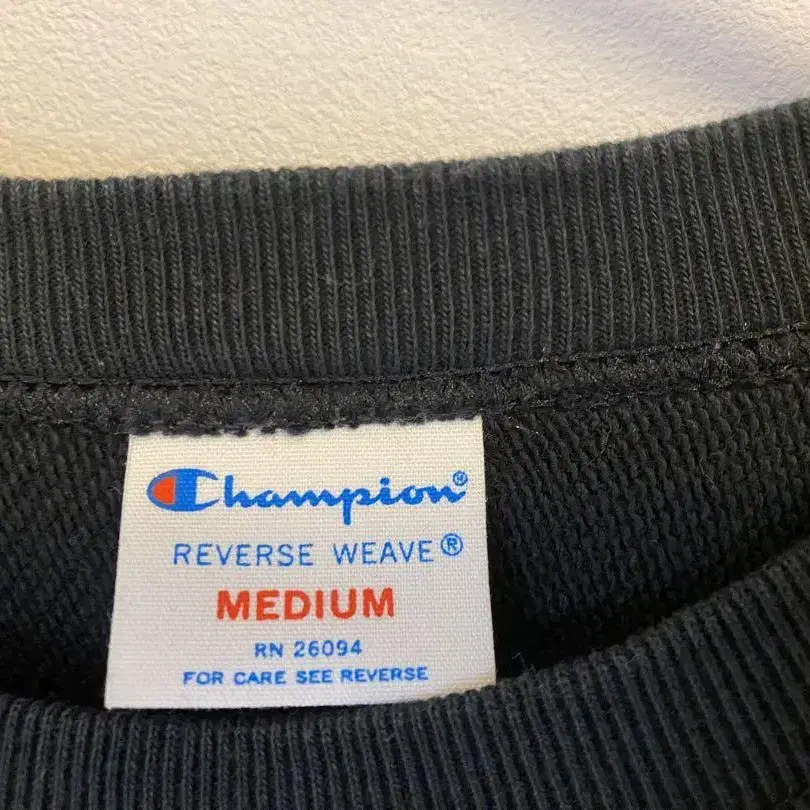 Champion®
REVERSE WEAVE®
MEDIUM
RN 26094
FOR CARE SEE REVERSE